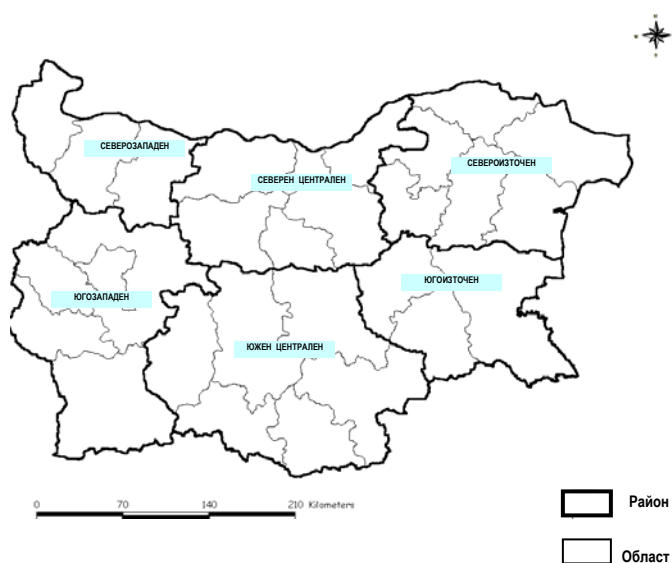 СЕВЕРОЗАПАДЕН
СЕВЕРЕН ЦЕНТРАЛЕН
СЕВЕРОИЗТОЧЕН
ЮГОЗАПАДЕН
ЮГОИЗТОЧЕН
ЮЖЕН ЦЕНТРАЛЕН
0 70 140 210 Kilometers
Район
Област